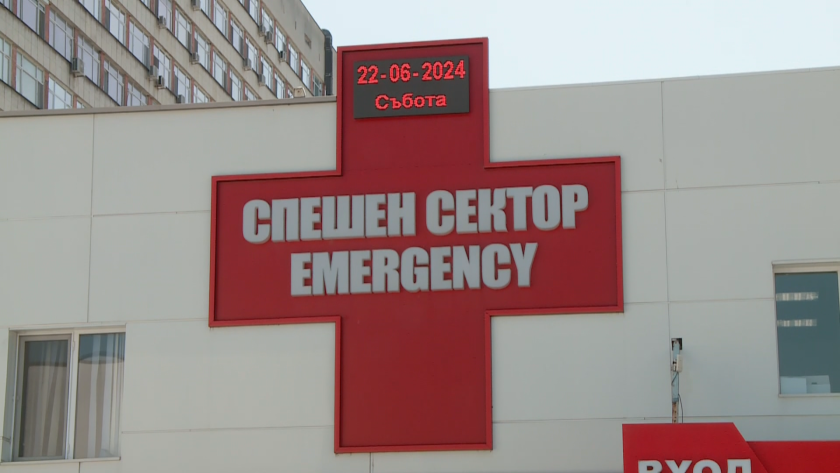 22-06-2024
Събота
СПЕШЕН СЕКТОР
EMERGENCY
ВХОД